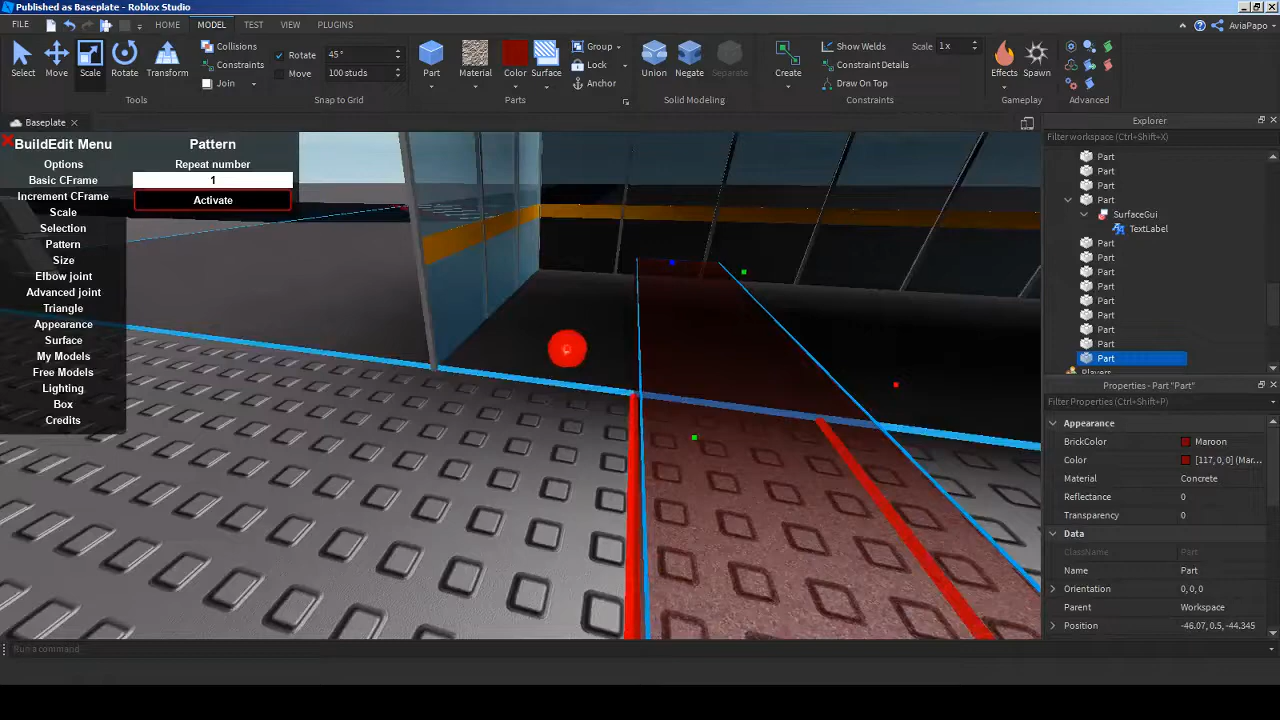 Published as Baseplate - Roblox Studio
FILE HOME MODEL TEST VIEW PLUGINS AviaPapo
Select Move Scale Rotate Transform
Collisions
Constraints
Join
Tools
Rotate 45°
Move 100 studs
Snap to Grid
Part Material Color Surface
Group
Lock
Anchor
Parts
Union Negate Separate
Solid Modeling
Create
Show Welds Scale 1x
Constraint Details
Draw On Top
Constraints
Effects Spawn
Gameplay
Advanced
Baseplate
BuildEdit Menu
Options
Basic CFrame
Increment CFrame
Scale
Selection
Pattern
Size
Elbow joint
Advanced joint
Triangle
Appearance
Surface
My Models
Free Models
Lighting
Box
Credits
Pattern
Repeat number
1
Activate
Explorer
Filter workspace (Ctrl+Shift+X)
Part
Part
Part
Part
SurfaceGui
TextLabel
Part
Part
Part
Part
Part
Part
Part
Part
Part
Players
Properties - Part "Part"
Filter Properties (Ctrl+Shift+P)
Appearance
BrickColor Maroon
Color [117, 0, 0] (Mar...
Material Concrete
Reflectance 0
Transparency 0
Data
ClassName Part
Name Part
Orientation 0, 0, 0
Parent Workspace
Position -46.07, 0.5, -44.345
Run a command